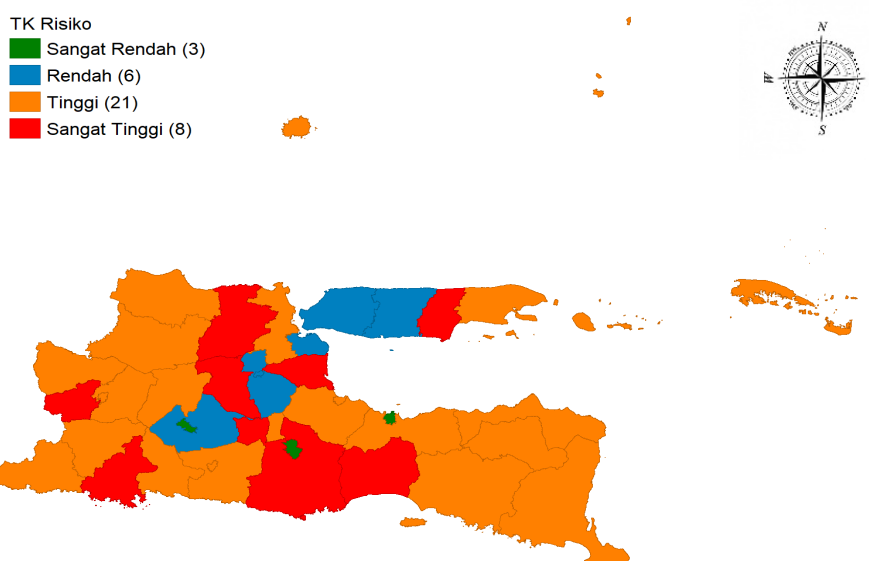 TK Risiko
Sangat Rendah (3)
Rendah (6)
Tinggi (21)
Sangat Tinggi (8)
N
W
S